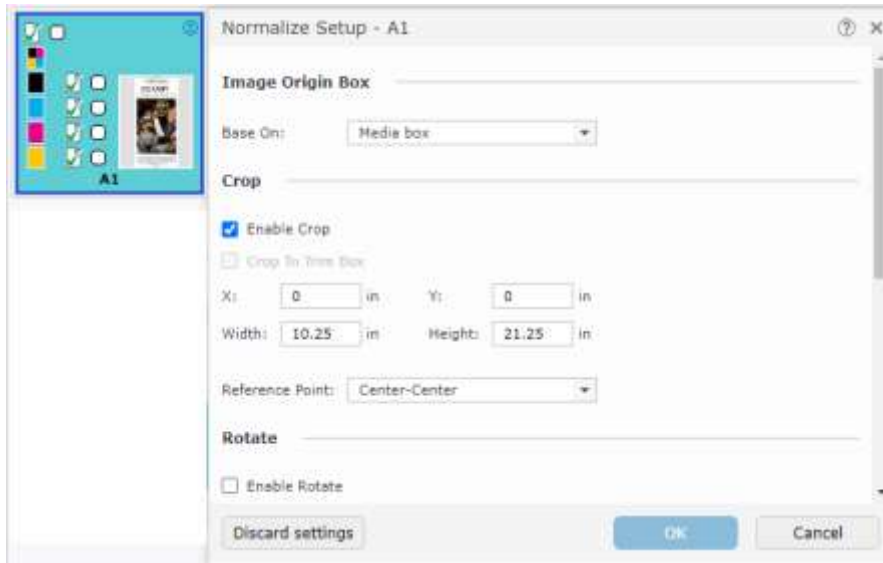 A1
Normalize Setup - A1
Image Origin Box
Base On: Media box
Crop
Enable Crop
Crop To Trim Box
X: 0 in Y: 0 in
Width: 10.25 in Height: 21.25 in
Reference Point: Center-Center
Rotate
Enable Rotate
Discard settings OK Cancel